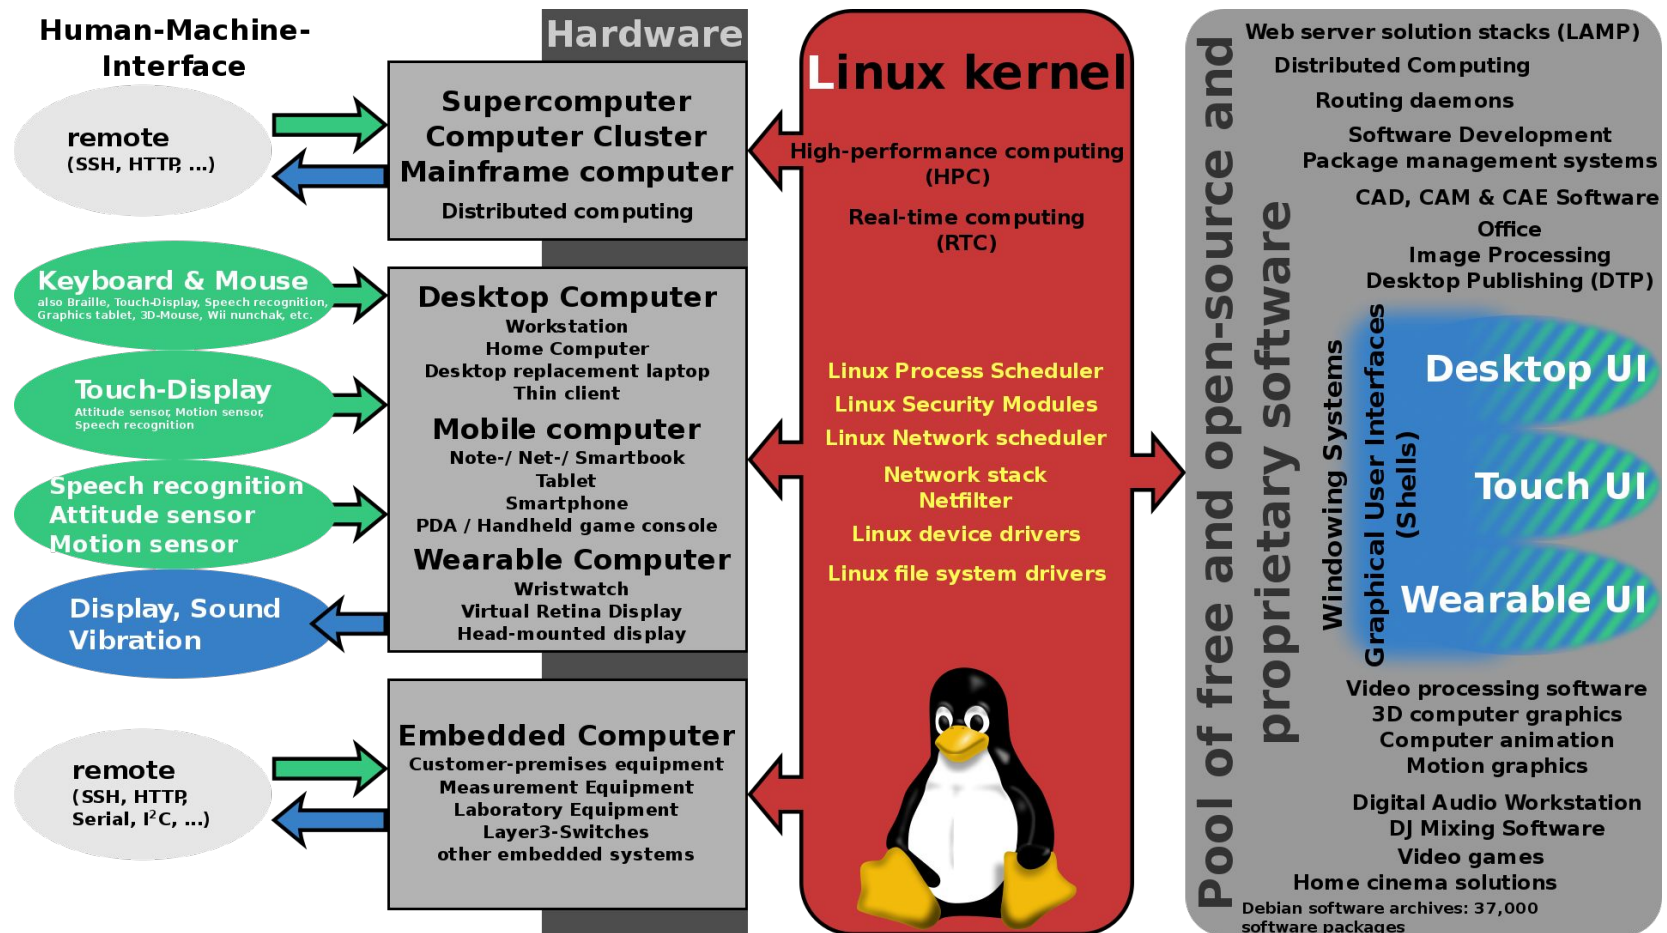 Human-Machine-
Interface
remote
(SSH, HTTP, ...)
Keyboard & Mouse
also Braille, Touch-Display, Speech recognition,
Graphics tablet, 3D-Mouse, Wii nunchak, etc.
Touch-Display
Attitude sensor, Motion sensor,
Speech recognition
Speech recognition
Attitude sensor
Motion sensor
Display, Sound
Vibration
remote
(SSH, HTTP,
Serial, I²C, ...)
Hardware
Supercomputer
Computer Cluster
Mainframe computer
Distributed computing
Desktop Computer
Workstation
Home Computer
Desktop replacement laptop
Thin client
Mobile computer
Note-/ Net-/ Smartbook
Tablet
Smartphone
PDA / Handheld game console
Wearable Computer
Wristwatch
Virtual Retina Display
Head-mounted display
Embedded Computer
Customer-premises equipment
Measurement Equipment
Laboratory Equipment
Layer3-Switches
other embedded systems
Linux kernel
High-performance computing
(HPC)
Real-time computing
(RTC)
Linux Process Scheduler
Linux Security Modules
Linux Network scheduler
Network stack
Netfilter
Linux device drivers
Linux file system drivers
Pool of free and open-source and
proprietary software
Web server solution stacks (LAMP)
Distributed Computing
Routing daemons
Software Development
Package management systems
CAD, CAM & CAE Software
Office
Image Processing
Desktop Publishing (DTP)
Windowing Systems
Graphical User Interfaces
(Shells)
Desktop UI
Touch UI
Wearable UI
Video processing software
3D computer graphics
Computer animation
Motion graphics
Digital Audio Workstation
DJ Mixing Software
Video games
Home cinema solutions
Debian software archives: 37,000
software packages